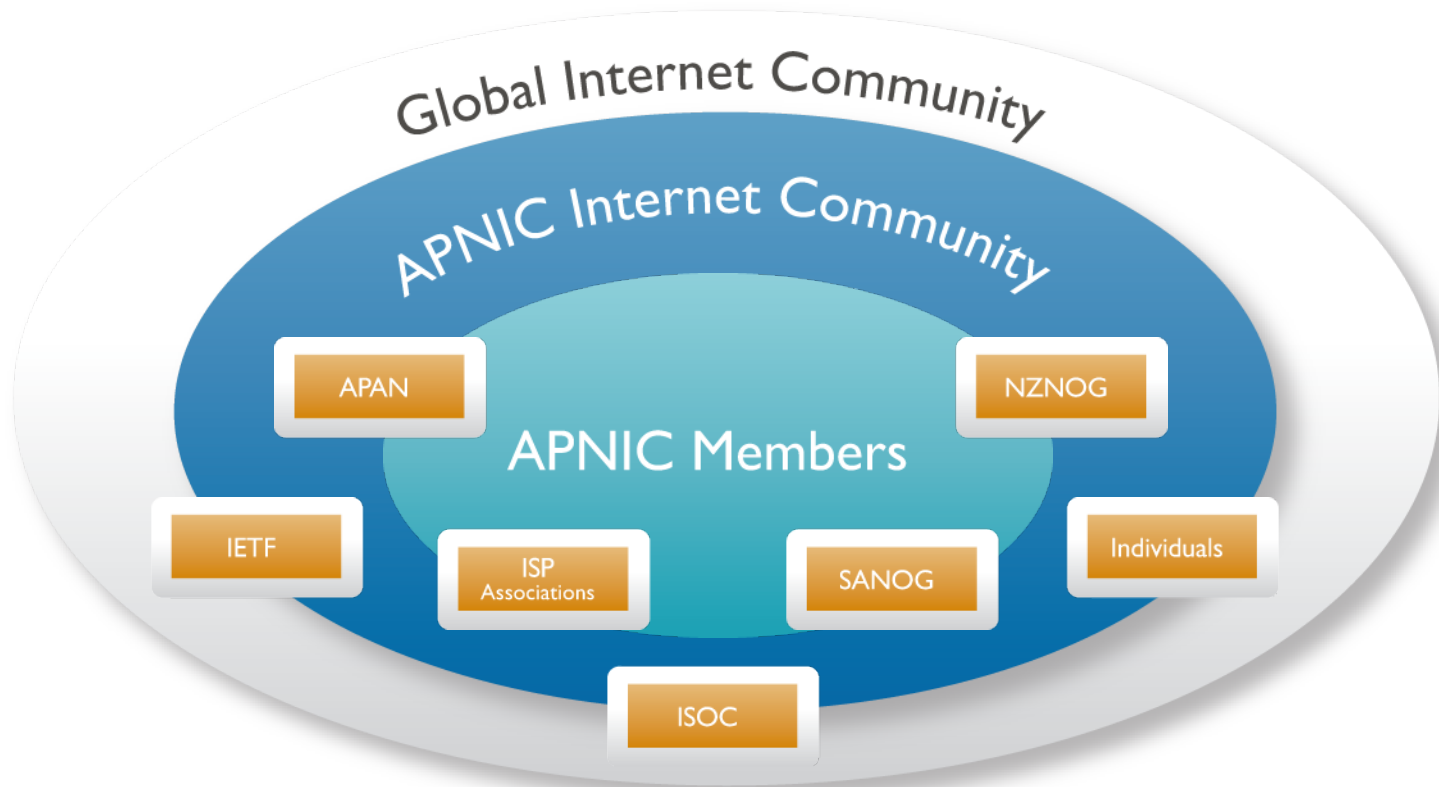 Global Internet Community
APNIC Internet Community
APAN
NZNOG
APNIC Members
IETF
ISP
Associations
SANOG
Individuals
ISOC